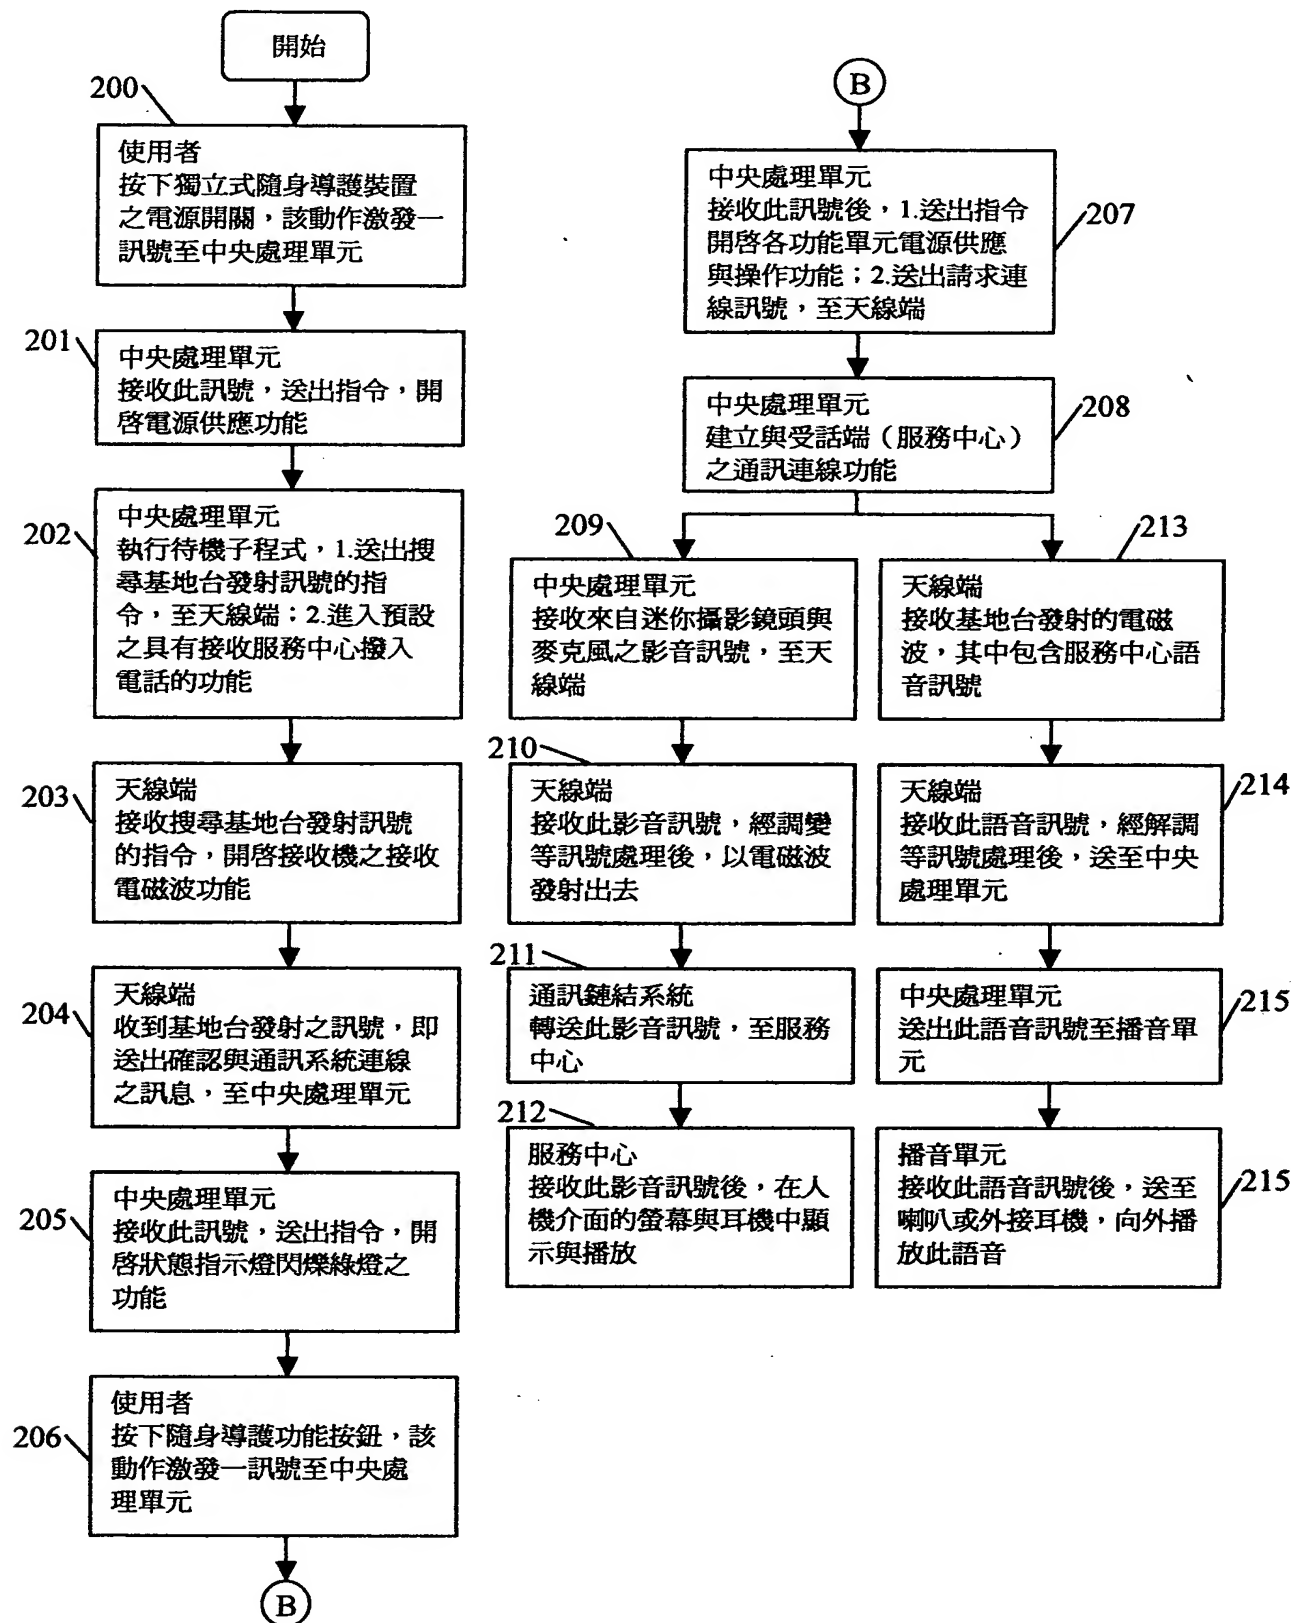 開始
200
使用者
按下獨立式隨身導護裝置
之電源開關，該動作激發一
訊號至中央處理單元
201
中央處理單元
接收此訊號，送出指令，開
啓電源供應功能
202
中央處理單元
執行待機子程式，1.送出搜
尋基地台發射訊號的指
令，至天線端；2.進入預設
之具有接收服務中心撥入
電話的功能
203
天線端
接收搜尋基地台發射訊號
的指令，開啓接收機之接收
電磁波功能
204
天線端
收到基地台發射之訊號，即
送出確認與通訊系統連線
之訊息，至中央處理單元
205
中央處理單元
接收此訊號，送出指令，開
啓狀態指示燈閃爍綠燈之
功能
206
使用者
按下隨身導護功能按鈕，該
動作激發一訊號至中央處
理單元
B
B
207
中央處理單元
接收此訊號後，1.送出指令
開啓各功能單元電源供應
與操作功能；2.送出請求連
線訊號，至天線端
208
中央處理單元
建立與受話端（服務中心）
之通訊連線功能
209
中央處理單元
接收來自迷你攝影鏡頭與
麥克風之影音訊號，至天
線端
210
天線端
接收此影音訊號，經調變
等訊號處理後，以電磁波
發射出去
211
通訊鏈結系統
轉送此影音訊號，至服務
中心
212
服務中心
接收此影音訊號後，在人
機介面的螢幕與耳機中顯
示與播放
213
天線端
接收基地台發射的電磁
波，其中包含服務中心語
音訊號
214
天線端
接收此語音訊號，經解調
等訊號處理後，送至中央
處理單元
215
中央處理單元
送出此語音訊號至播音單
元
215
播音單元
接收此語音訊號後，送至
喇叭或外接耳機，向外播
放此語音